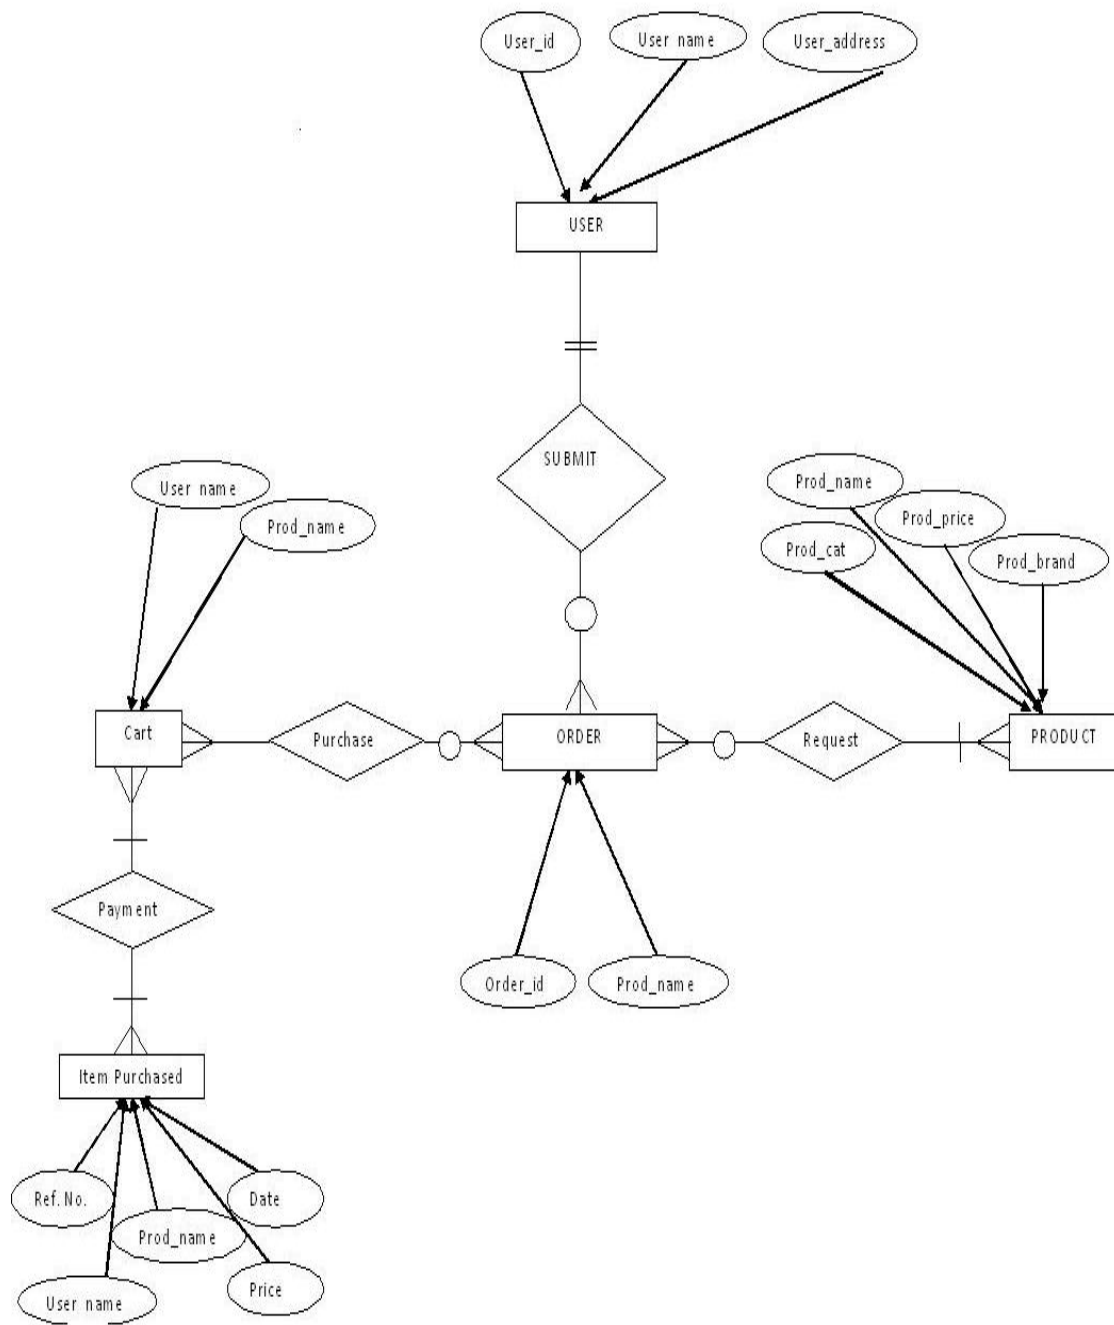 User_id
User name
User_address
USER
SUBMIT
User name
Prod_name
Prod_name
Prod_price
Prod_cat
Prod_brand
Cart
Purchase
ORDER
Request
PRODUCT
Payment
Order_id
Prod_name
Item Purchased
Ref. No.
Date
Prod_name
User name
Price